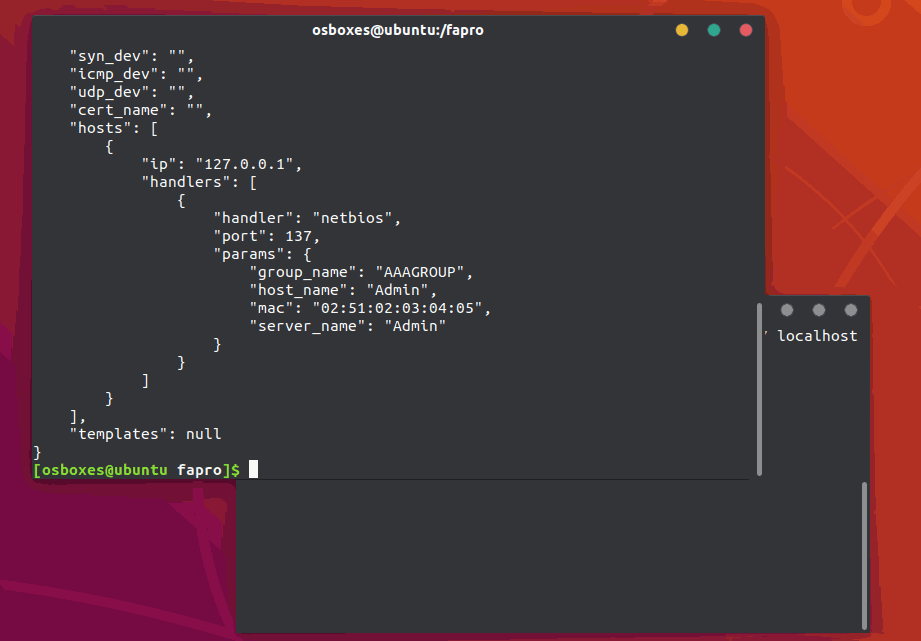 osboxes@ubuntu:/fapro
    "syn_dev": "",
    "icmp_dev": "",
    "udp_dev": "",
    "cert_name": "",
    "hosts": [
        {
            "ip": "127.0.0.1",
            "handlers": [
                {
                    "handler": "netbios",
                    "port": 137,
                    "params": {
                        "group_name": "AAAGROUP",
                        "host_name": "Admin",
                        "mac": "02:51:02:03:04:05",
                        "server_name": "Admin"
                    }
                }
            ]
        }
    ],
    "templates": null
}
[osboxes@ubuntu fapro]$
localhost